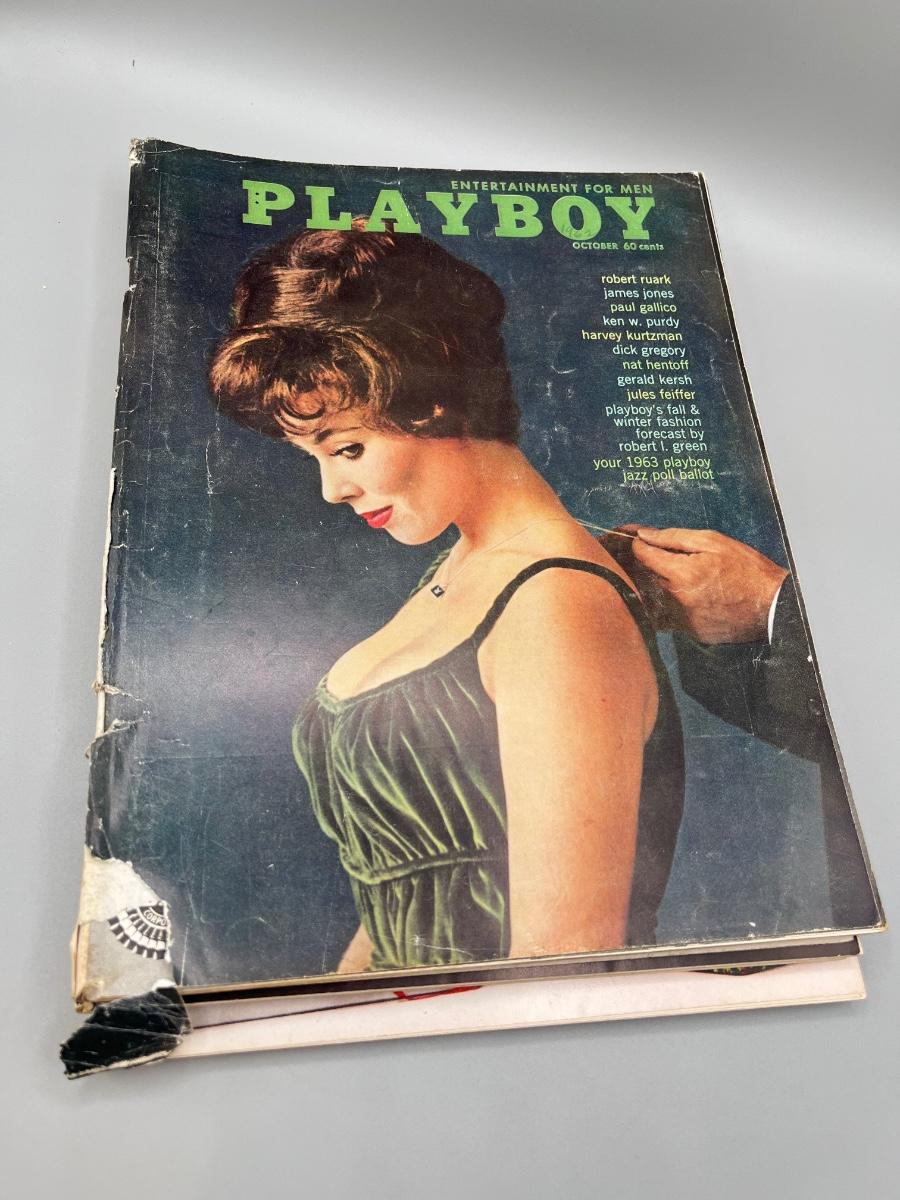 ENTERTAINMENT FOR MEN
PLAYBOY
OCTOBER 60 cents
robert ruark
james jones
paul gallico
ken w. purdy
harvey kurtzman
dick gregory
nat hentoff
gerald kersh
jules feiffer
playboy's fall &
winter fashion
forecast by
robert l. green
your 1963 playboy
jazz poll ballot